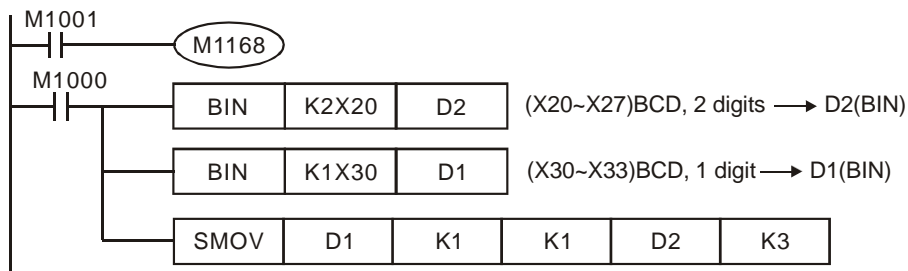 M1001
M1168
M1000
BIN K2X20 D2 (X20~X27)BCD, 2 digits → D2(BIN)
BIN K1X30 D1 (X30~X33)BCD, 1 digit → D1(BIN)
SMOV D1 K1 K1 D2 K3